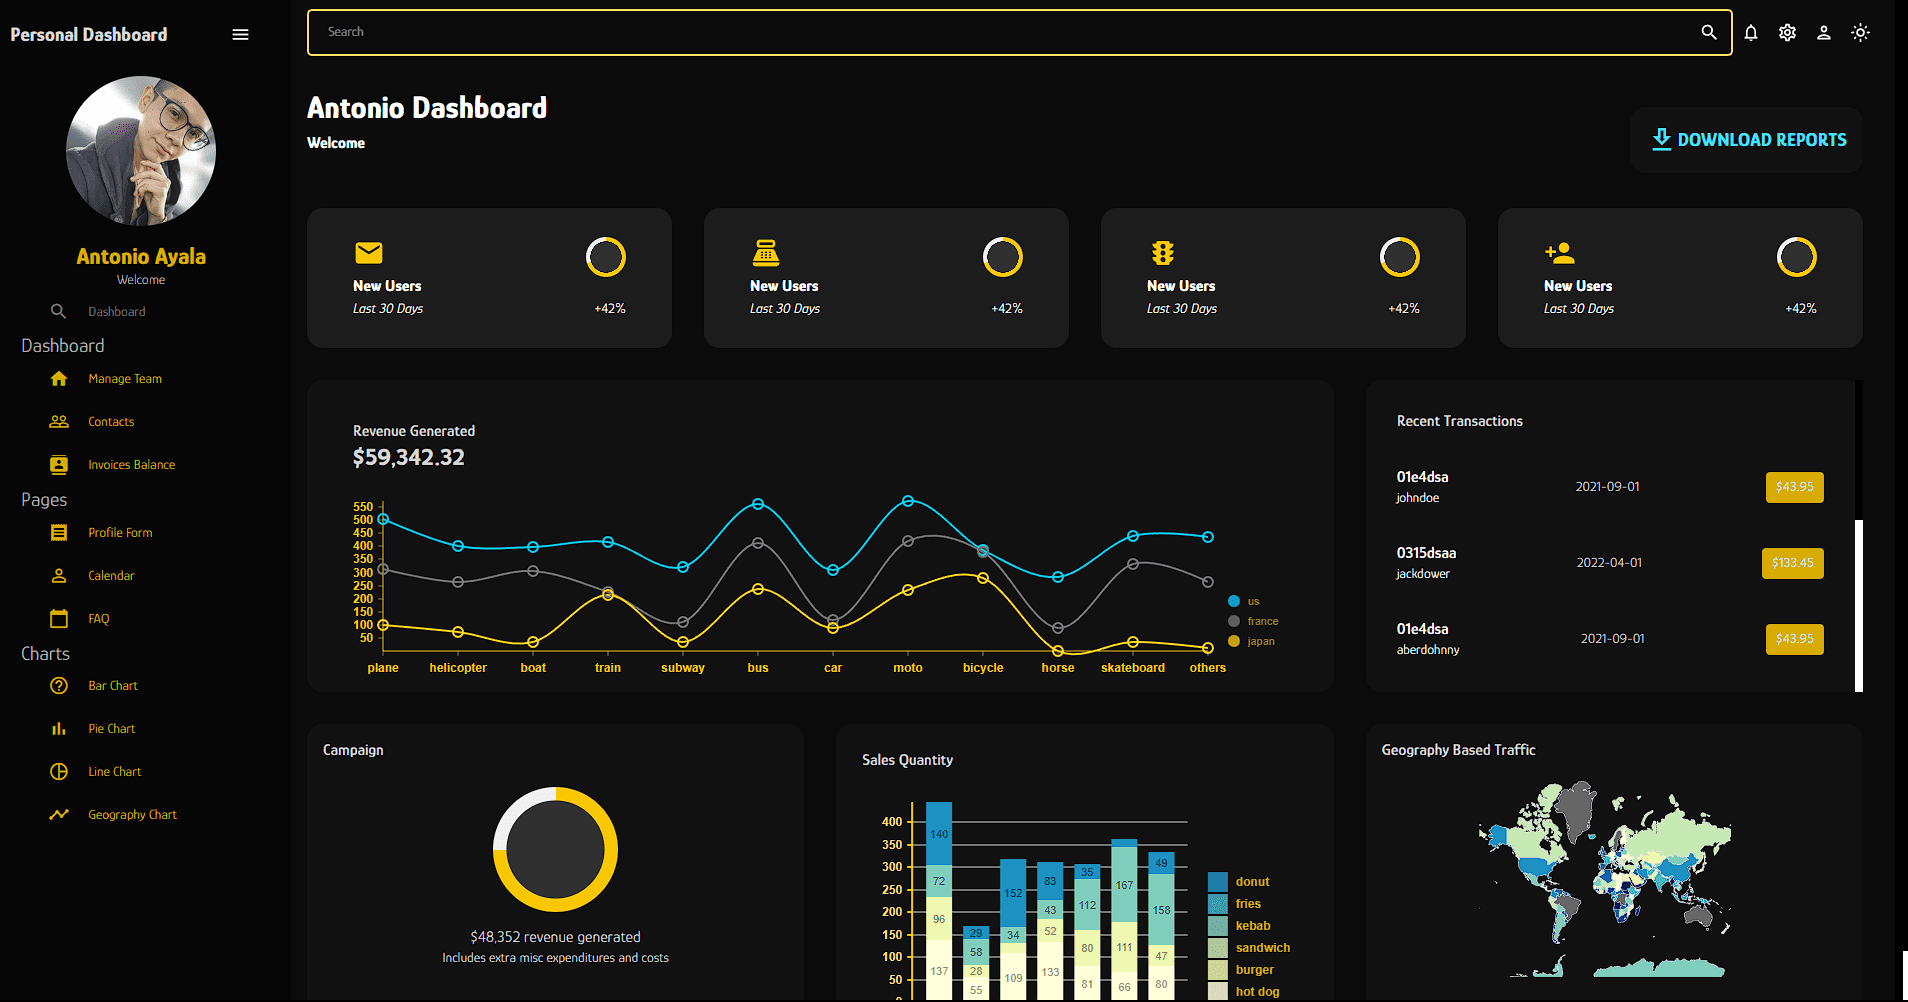 Personal Dashboard
Search
Antonio Ayala
Welcome
Dashboard
Dashboard
Manage Team
Contacts
Invoices Balance
Pages
Profile Form
Calendar
FAQ
Charts
Bar Chart
Pie Chart
Line Chart
Geography Chart
Antonio Dashboard
Welcome
DOWNLOAD REPORTS
New Users
Last 30 Days
+42%
New Users
Last 30 Days
+42%
New Users
Last 30 Days
+42%
New Users
Last 30 Days
+42%
Revenue Generated
$59,342.32
550
500
450
400
350
300
250
200
150
100
50
plane helicopter boat train subway bus car moto bicycle horse skateboard others
us
france
japan
Recent Transactions
01e4dsa
johndoe
2021-09-01
$43.95
0315dsaa
jackdower
2022-04-01
$133.45
01e4dsa
aberdohnny
2021-09-01
$43.95
Campaign
$48,352 revenue generated
Includes extra misc expenditures and costs
Sales Quantity
400
350
300
250
200
150
100
50
140
72
96
137
29
58
28
55
152
34
109
83
43
52
133
35
112
80
81
167
111
66
49
158
47
80
donut
fries
kebab
sandwich
burger
hot dog
Geography Based Traffic